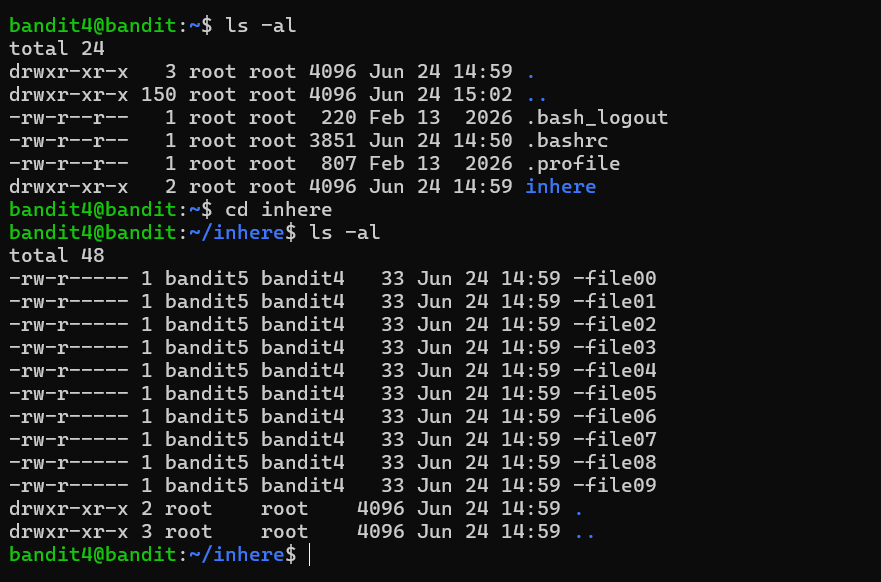 bandit4@bandit:~$ ls -al
total 24
drwxr-xr-x   3 root root 4096 Jun 24 14:59 .
drwxr-xr-x 150 root root 4096 Jun 24 15:02 ..
-rw-r--r--   1 root root  220 Feb 13  2026 .bash_logout
-rw-r--r--   1 root root 3851 Jun 24 14:50 .bashrc
-rw-r--r--   1 root root  807 Feb 13  2026 .profile
drwxr-xr-x   2 root root 4096 Jun 24 14:59 inhere
bandit4@bandit:~$ cd inhere
bandit4@bandit:~/inhere$ ls -al
total 48
-rw-r----- 1 bandit5 bandit4   33 Jun 24 14:59 -file00
-rw-r----- 1 bandit5 bandit4   33 Jun 24 14:59 -file01
-rw-r----- 1 bandit5 bandit4   33 Jun 24 14:59 -file02
-rw-r----- 1 bandit5 bandit4   33 Jun 24 14:59 -file03
-rw-r----- 1 bandit5 bandit4   33 Jun 24 14:59 -file04
-rw-r----- 1 bandit5 bandit4   33 Jun 24 14:59 -file05
-rw-r----- 1 bandit5 bandit4   33 Jun 24 14:59 -file06
-rw-r----- 1 bandit5 bandit4   33 Jun 24 14:59 -file07
-rw-r----- 1 bandit5 bandit4   33 Jun 24 14:59 -file08
-rw-r----- 1 bandit5 bandit4   33 Jun 24 14:59 -file09
drwxr-xr-x 2 root    root    4096 Jun 24 14:59 .
drwxr-xr-x 3 root    root    4096 Jun 24 14:59 ..
bandit4@bandit:~/inhere$